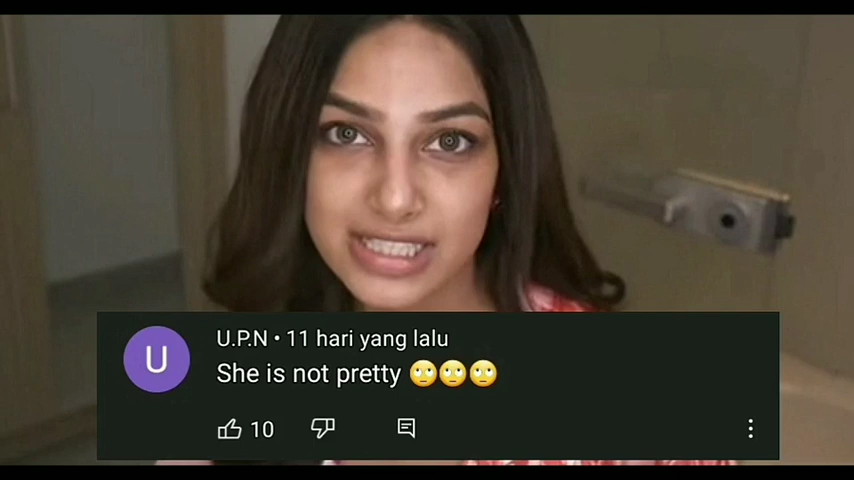 U
U.P.N • 11 hari yang lalu
She is not pretty 🙄🙄🙄
10